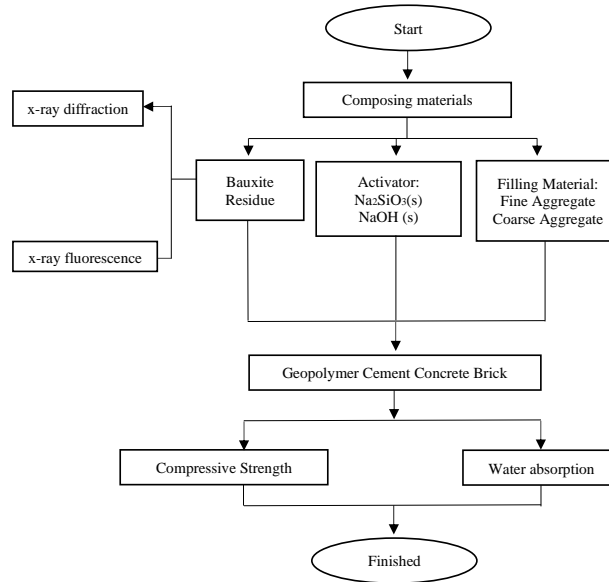 Start
Composing materials
x-ray diffraction
Bauxite
Residue
Activator:
Na₂SiO₃(s)
NaOH (s)
Filling Material:
Fine Aggregate
Coarse Aggregate
x-ray fluorescence
Geopolymer Cement Concrete Brick
Compressive Strength
Water absorption
Finished